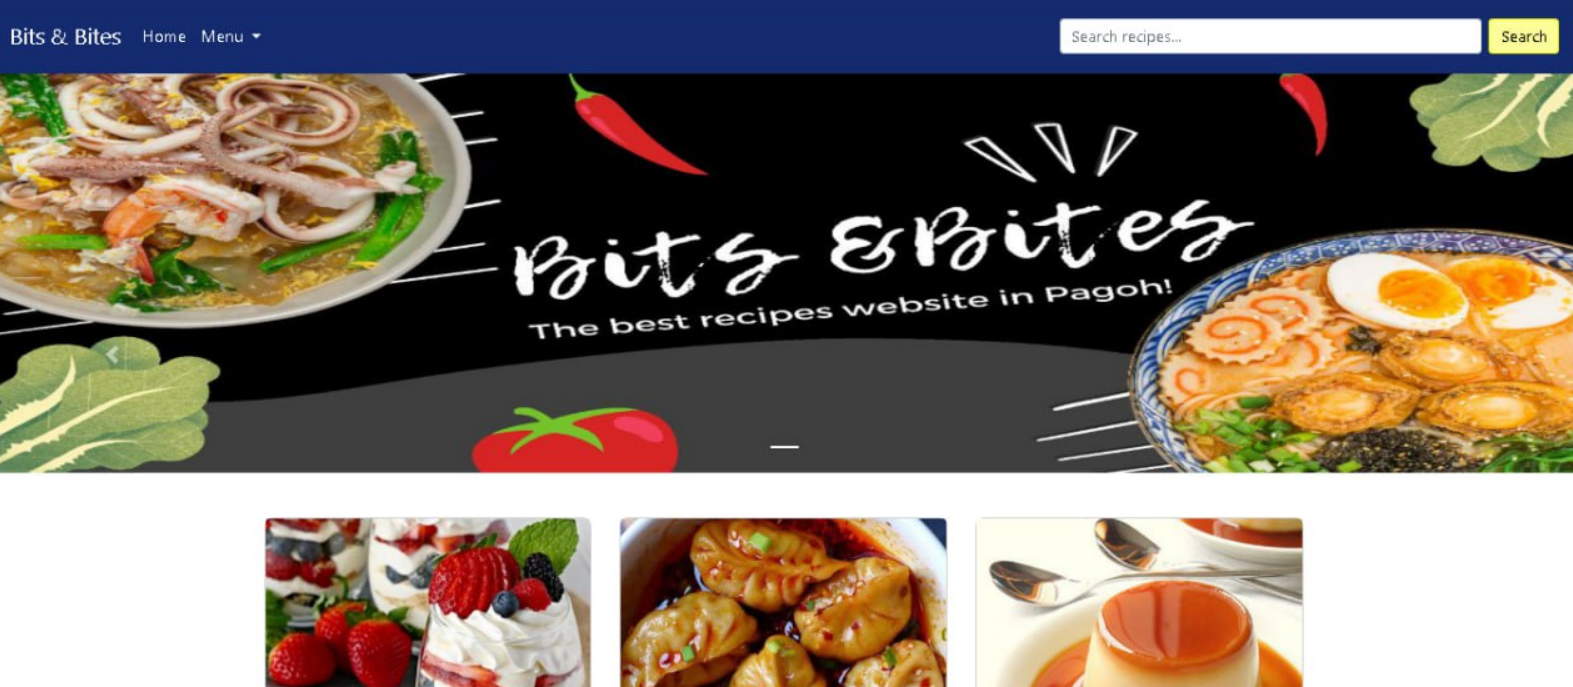 Bits & Bites Home Menu Search recipes... Search
Bits & Bites
The best recipes website in Pagoh!